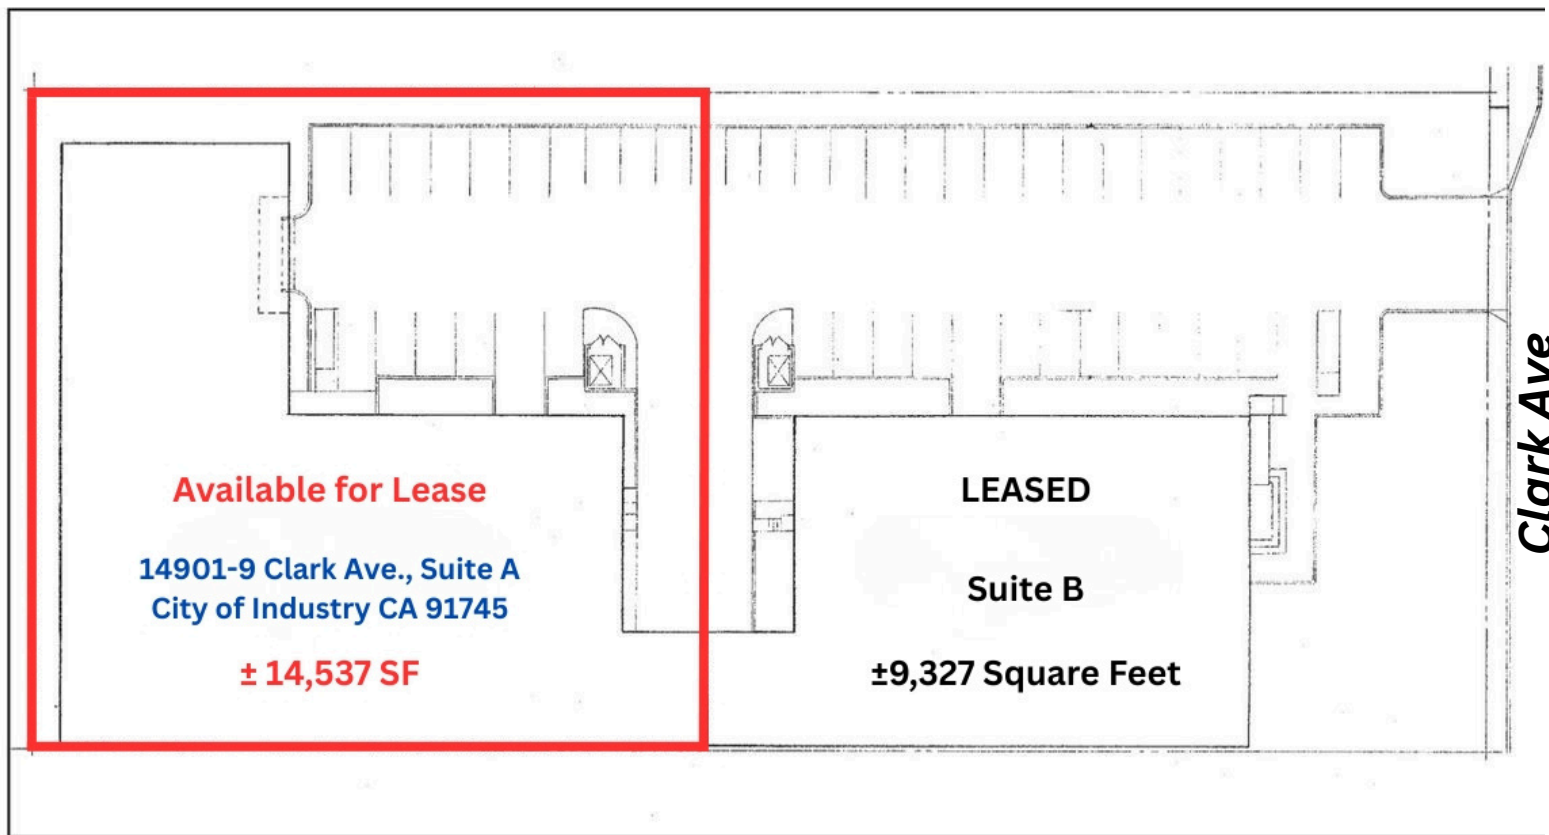 Available for Lease
14901-9 Clark Ave., Suite A
City of Industry CA 91745
± 14,537 SF
LEASED
Suite B
±9,327 Square Feet
Clark Ave